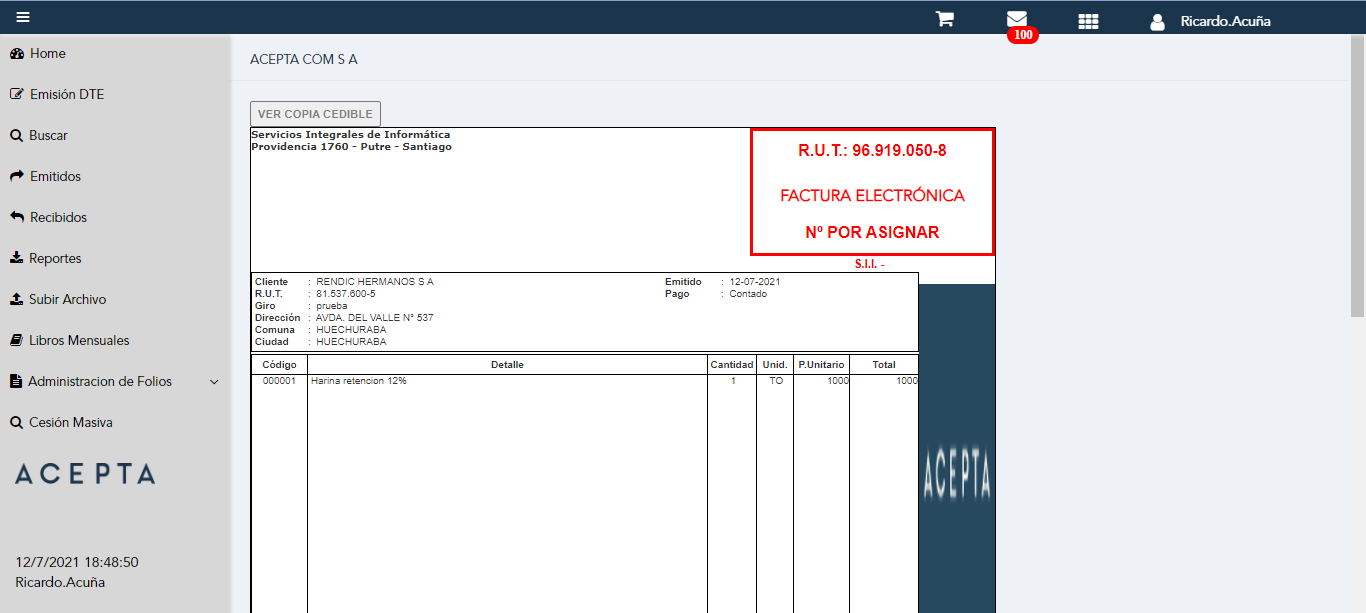 Ricardo.Acuña
100
Home
Emisión DTE
Buscar
Emitidos
Recibidos
Reportes
Subir Archivo
Libros Mensuales
Administracion de Folios
Cesión Masiva
ACEPTA
12/7/2021 18:48:50
Ricardo.Acuña
ACEPTA COM S A
VER COPIA CEDIBLE
Servicios Integrales de Informática
Providencia 1760 - Putre - Santiago
R.U.T.: 96.919.050-8
FACTURA ELECTRÓNICA
Nº POR ASIGNAR
S.I.I. -
Cliente : RENDIC HERMANOS S A Emitido : 12-07-2021
R.U.T. : 81.537.600-5 Pago : Contado
Giro : prueba
Dirección : AVDA. DEL VALLE N° 537
Comuna : HUECHURABA
Ciudad : HUECHURABA
Código Detalle Cantidad Unid. P.Unitario Total
000001 Harina retencion 12% 1 TO 1000 1000
ACEPTA